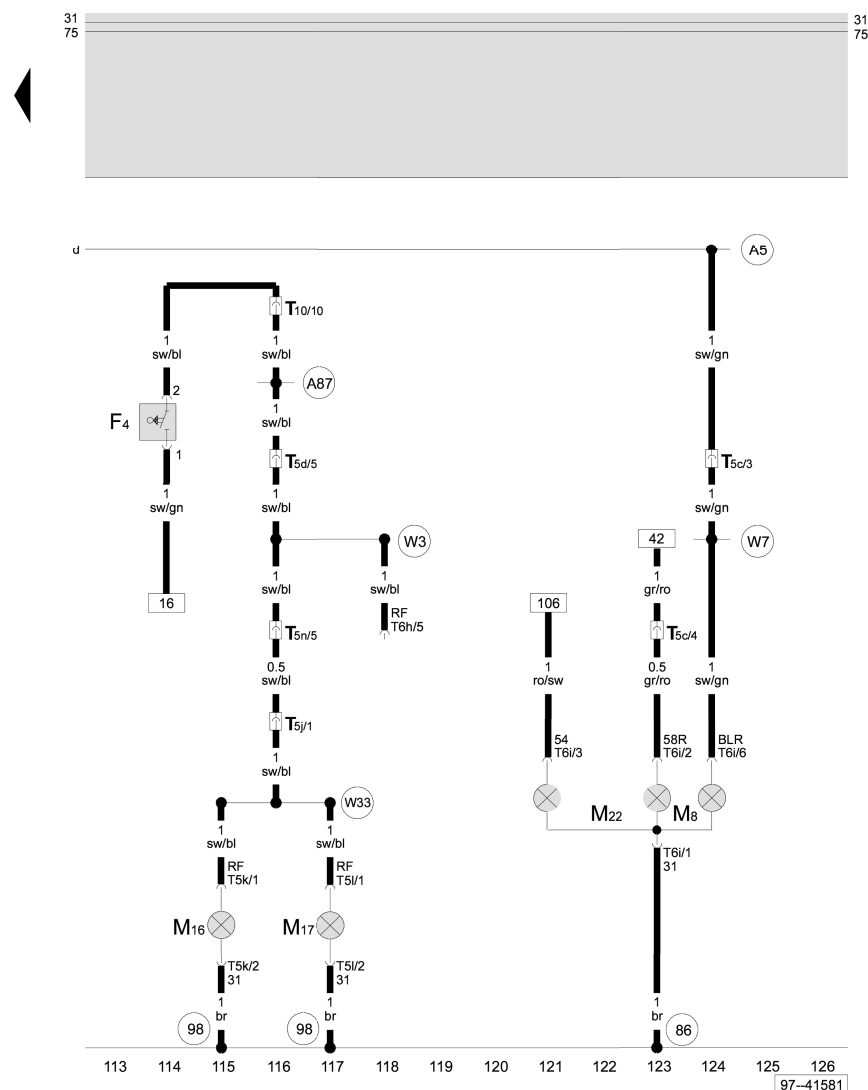 31 31
75 75
d A5
T10/10
1 1 1
sw/bl sw/bl sw/gn
2 A87
F4 1
sw/bl
1 T5d/5 T5c/3
1 1 1
sw/gn sw/bl sw/gn
W3 42 W7
1 1 1
sw/bl sw/bl gr/ro
16 RF 106
T5n/5 T6h/5 T5c/4
0.5 1 0.5 1
sw/bl ro/sw gr/ro sw/gn
T5j/1
54 58R BLR
T6i/3 T6i/2 T6i/6
1
sw/bl
W33
M22 M8
1 1
sw/bl sw/bl
T6i/1
31
RF RF
T5k/1 T5l/1
M16 M17
T5k/2 T5l/2
31 31
1 1 1
br br br
98 98 86
113 114 115 116 117 118 119 120 121 122 123 124 125 126
97--41581